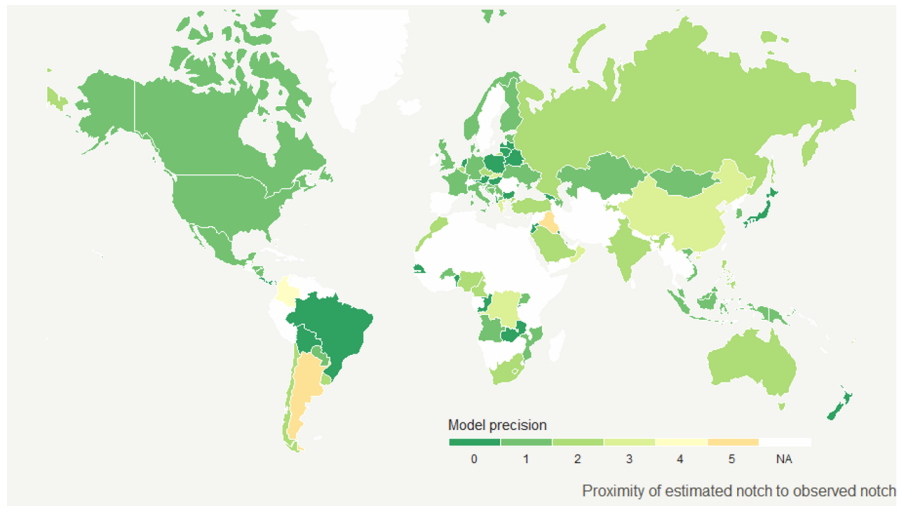 Model precision
0 1 2 3 4 5 NA
Proximity of estimated notch to observed notch